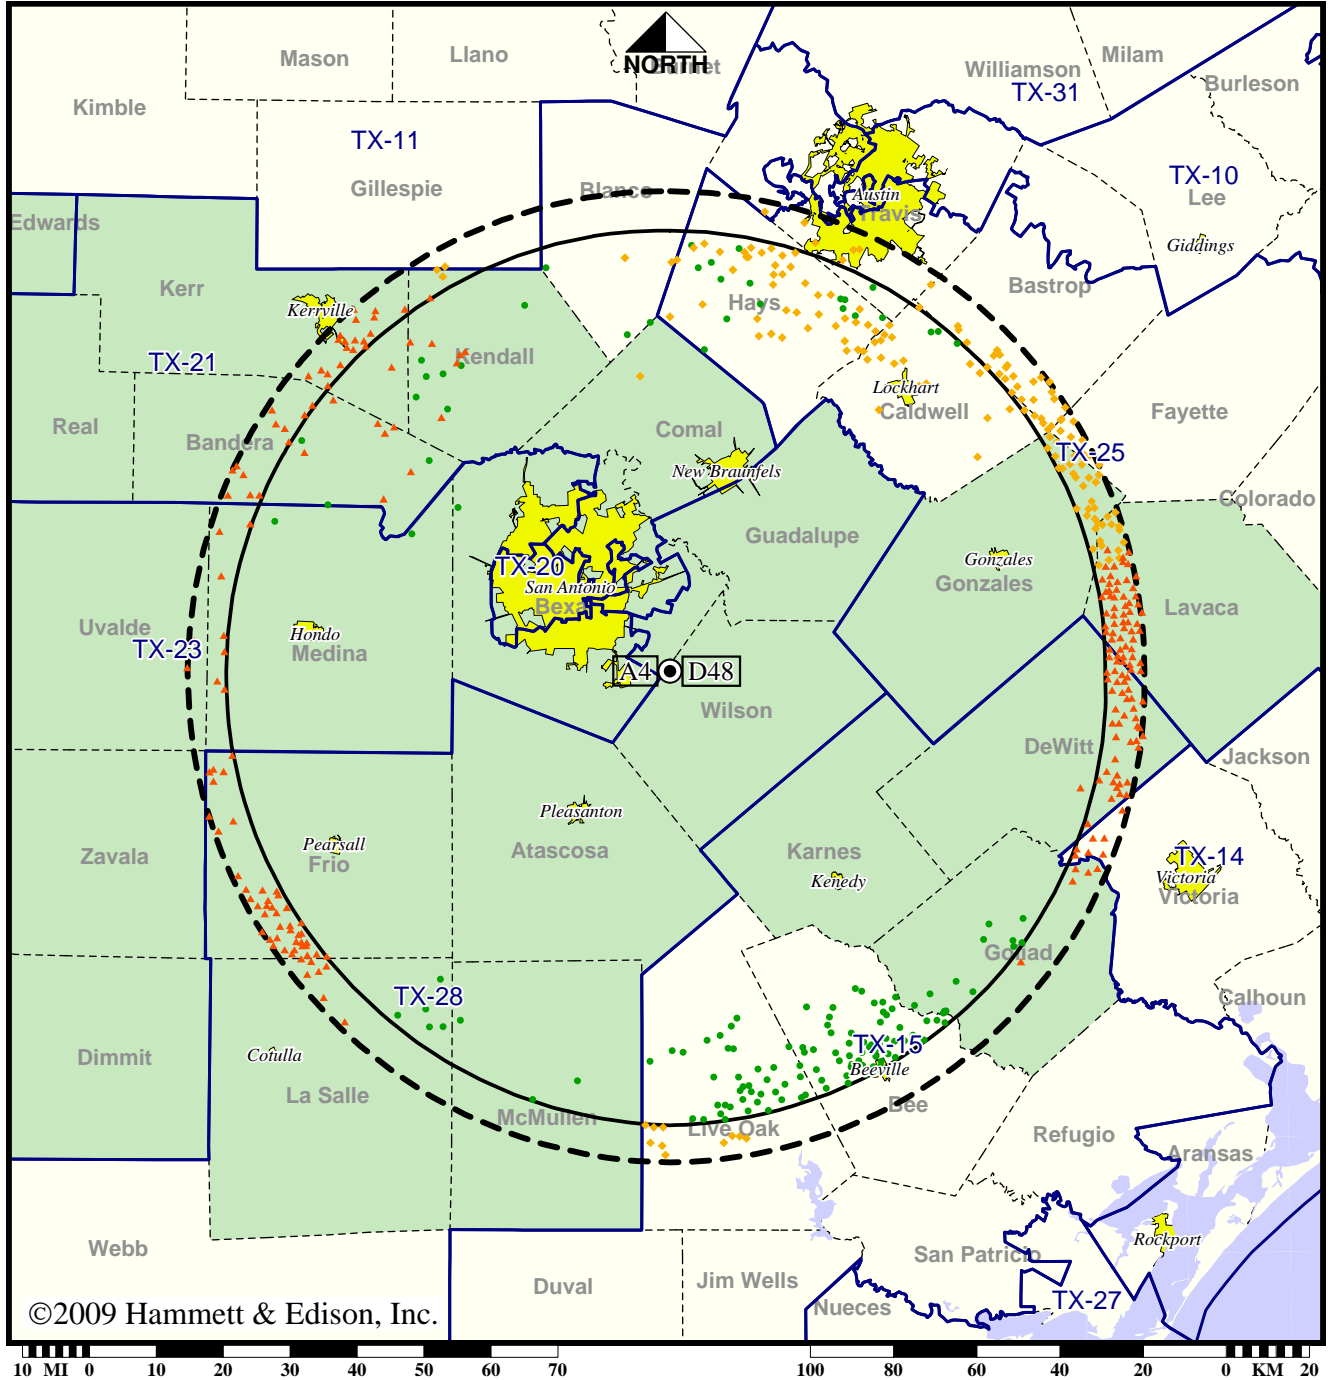 Mason
Llano
NORTH
Burnet
Williamson
Milam
TX-31
Burleson
Kimble
TX-11
TX-10
Gillespie
Blanco
Lee
Austin
Travis
Edwards
Giddings
Kerr
Bastrop
Kerrville
Hays
TX-21
Kendall
Lockhart
Caldwell
Fayette
Real
Bandera
Comal
TX-25
New Braunfels
Colorado
Guadalupe
TX-20
Gonzales
San Antonio
Gonzales
Bexar
Lavaca
Uvalde
Hondo
TX-23
Medina
A4 D48
Wilson
DeWitt
Jackson
Pleasanton
Pearsall
Zavala
Frio
Atascosa
Karnes
TX-14
Kenedy
Victoria
Victoria
Goliad
TX-28
Calhoun
TX-15
Dimmit
Cotulla
Beeville
La Salle
McMullen
Bee
Live Oak
Refugio
Aransas
Webb
Rockport
San Patricio
Duval
Jim Wells
Nueces
TX-27
©2009 Hammett & Edison, Inc.
10 MI 0 10 20 30 40 50 60 70 100 80 60 40 20 0 KM 20